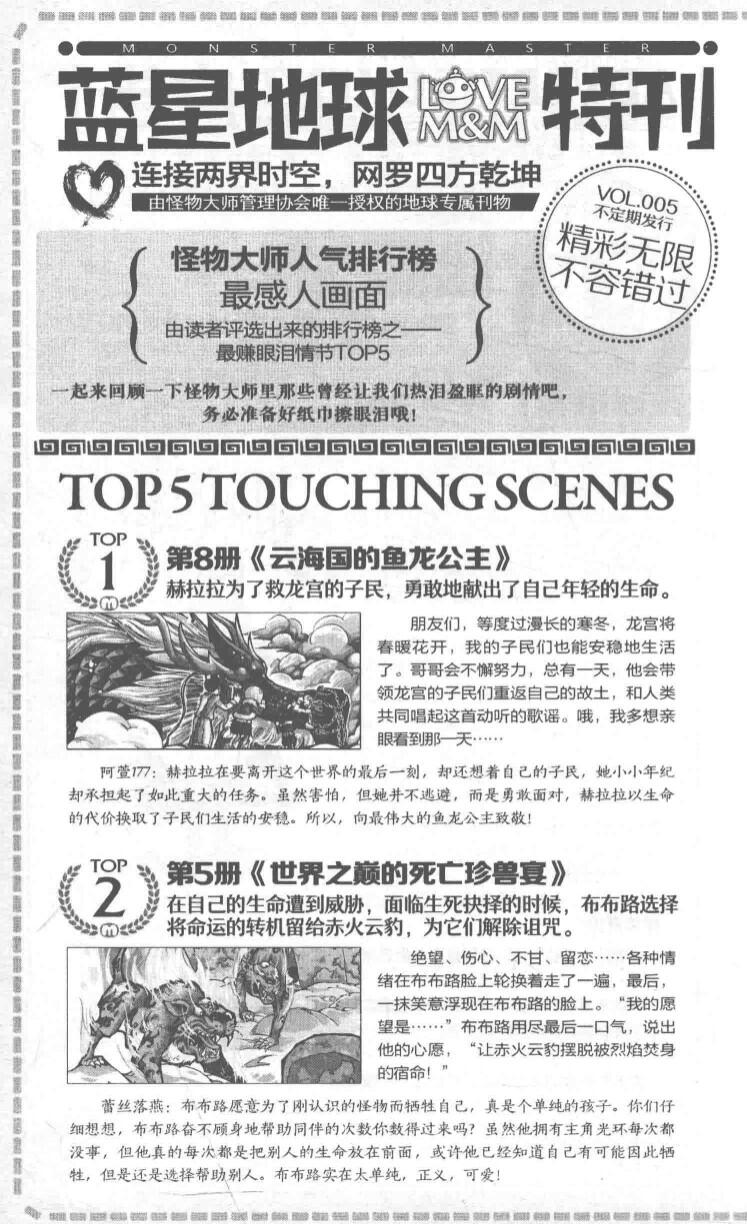 MONSTER MASTER
蓝星地球 LOVE M&M 特刊
连接两界时空，网罗四方乾坤
由怪物大师管理协会唯一授权的地球专属刊物
VOL.005
不定期发行
精彩无限
不容错过
怪物大师人气排行榜
最感人画面
由读者评选出来的排行榜之——
最赚眼泪情节TOP5
一起来回顾一下怪物大师里那些曾经让我们热泪盈眶的剧情吧，
务必准备好纸巾擦眼泪哦！
TOP 5 TOUCHING SCENES
TOP
1
第8册《云海国的鱼龙公主》
赫拉拉为了救龙宫的子民，勇敢地献出了自己年轻的生命。
朋友们，等度过漫长的寒冬，龙宫将
春暖花开，我的子民们也能安稳地生活
了。哥哥会不懈努力，总有一天，他会带
领龙宫的子民们重返自己的故土，和人类
共同唱起这首动听的歌谣。哦，我多想亲
眼看到那一天……
阿萱177：赫拉拉在要离开这个世界的最后一刻，却还想着自己的子民，她小小年纪
却承担起了如此重大的任务。虽然害怕，但她并不逃避，而是勇敢面对，赫拉拉以生命
的代价换取了子民们生活的安稳。所以，向最伟大的鱼龙公主致敬！
TOP
2
第5册《世界之巅的死亡珍兽宴》
在自己的生命遭到威胁，面临生死抉择的时候，布布路选择
将命运的转机留给赤火云豹，为它们解除诅咒。
绝望、伤心、不甘、留恋……各种情
绪在布布路脸上轮换着走了一遍，最后，
一抹笑意浮现在布布路的脸上。“我的愿
望是……”布布路用尽最后一口气，说出
他的心愿，“让赤火云豹摆脱被烈焰焚身
的宿命！”
蕾丝落燕：布布路愿意为了刚认识的怪物而牺牲自己，真是个单纯的孩子。你们仔
细想想，布布路奋不顾身地帮助同伴的次数你数得过来吗？虽然他拥有主角光环每次都
没事，但他真的每次都是把别人的生命放在前面，或许他已经知道自己有可能因此牺
牲，但是还是选择帮助别人。布布路实在太单纯，正义，可爱！